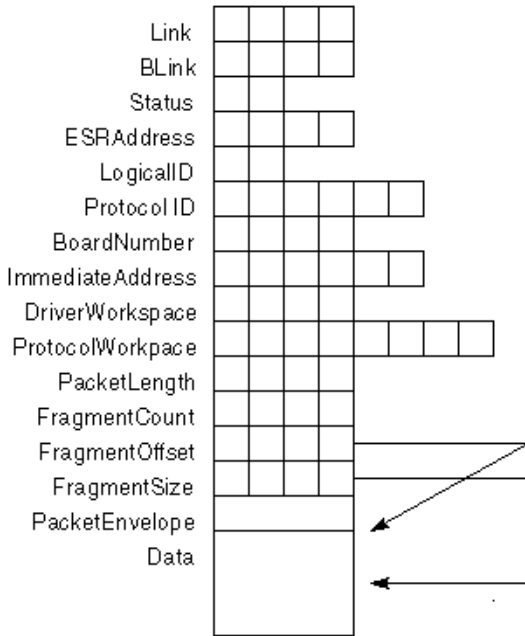 Link
BLink
Status
ESRAddress
LogicalID
Protocol ID
BoardNumber
ImmediateAddress
DriverWorkspace
ProtocolWorkpace
PacketLength
FragmentCount
FragmentOffset
FragmentSize
PacketEnvelope
Data